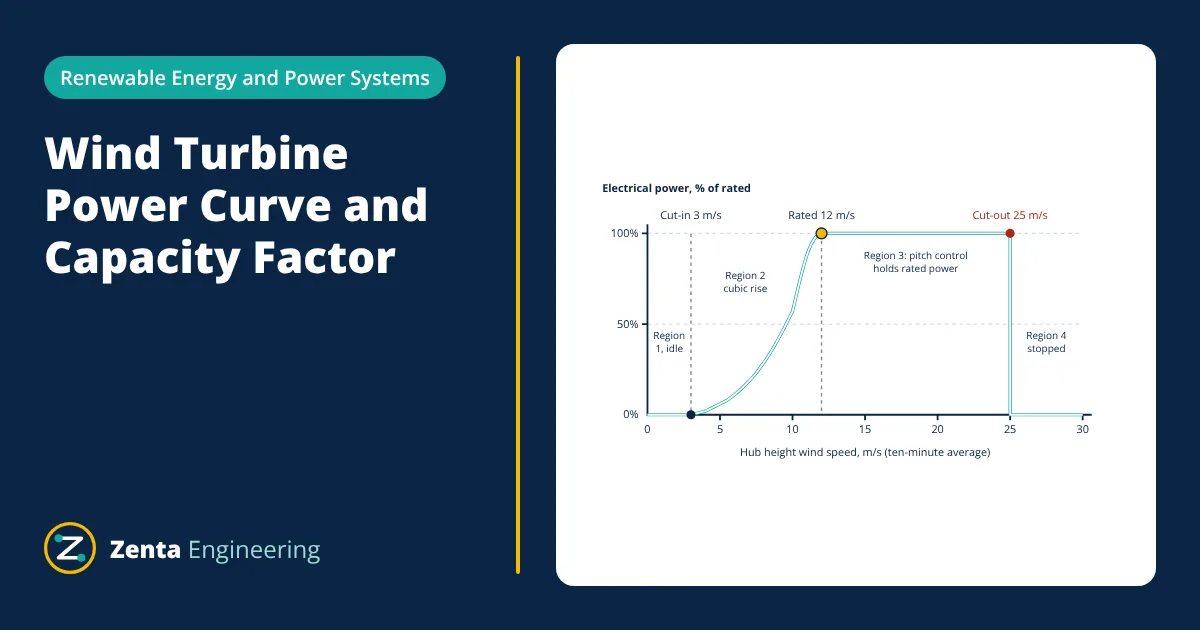 Renewable Energy and Power Systems
Wind Turbine
Power Curve and
Capacity Factor
Zenta Engineering
Electrical power, % of rated
Cut-in 3 m/s
Rated 12 m/s
Cut-out 25 m/s
100%
50%
0%
Region
1, idle
Region 2
cubic rise
Region 3: pitch control
holds rated power
Region 4
stopped
0 5 10 15 20 25 30
Hub height wind speed, m/s (ten-minute average)